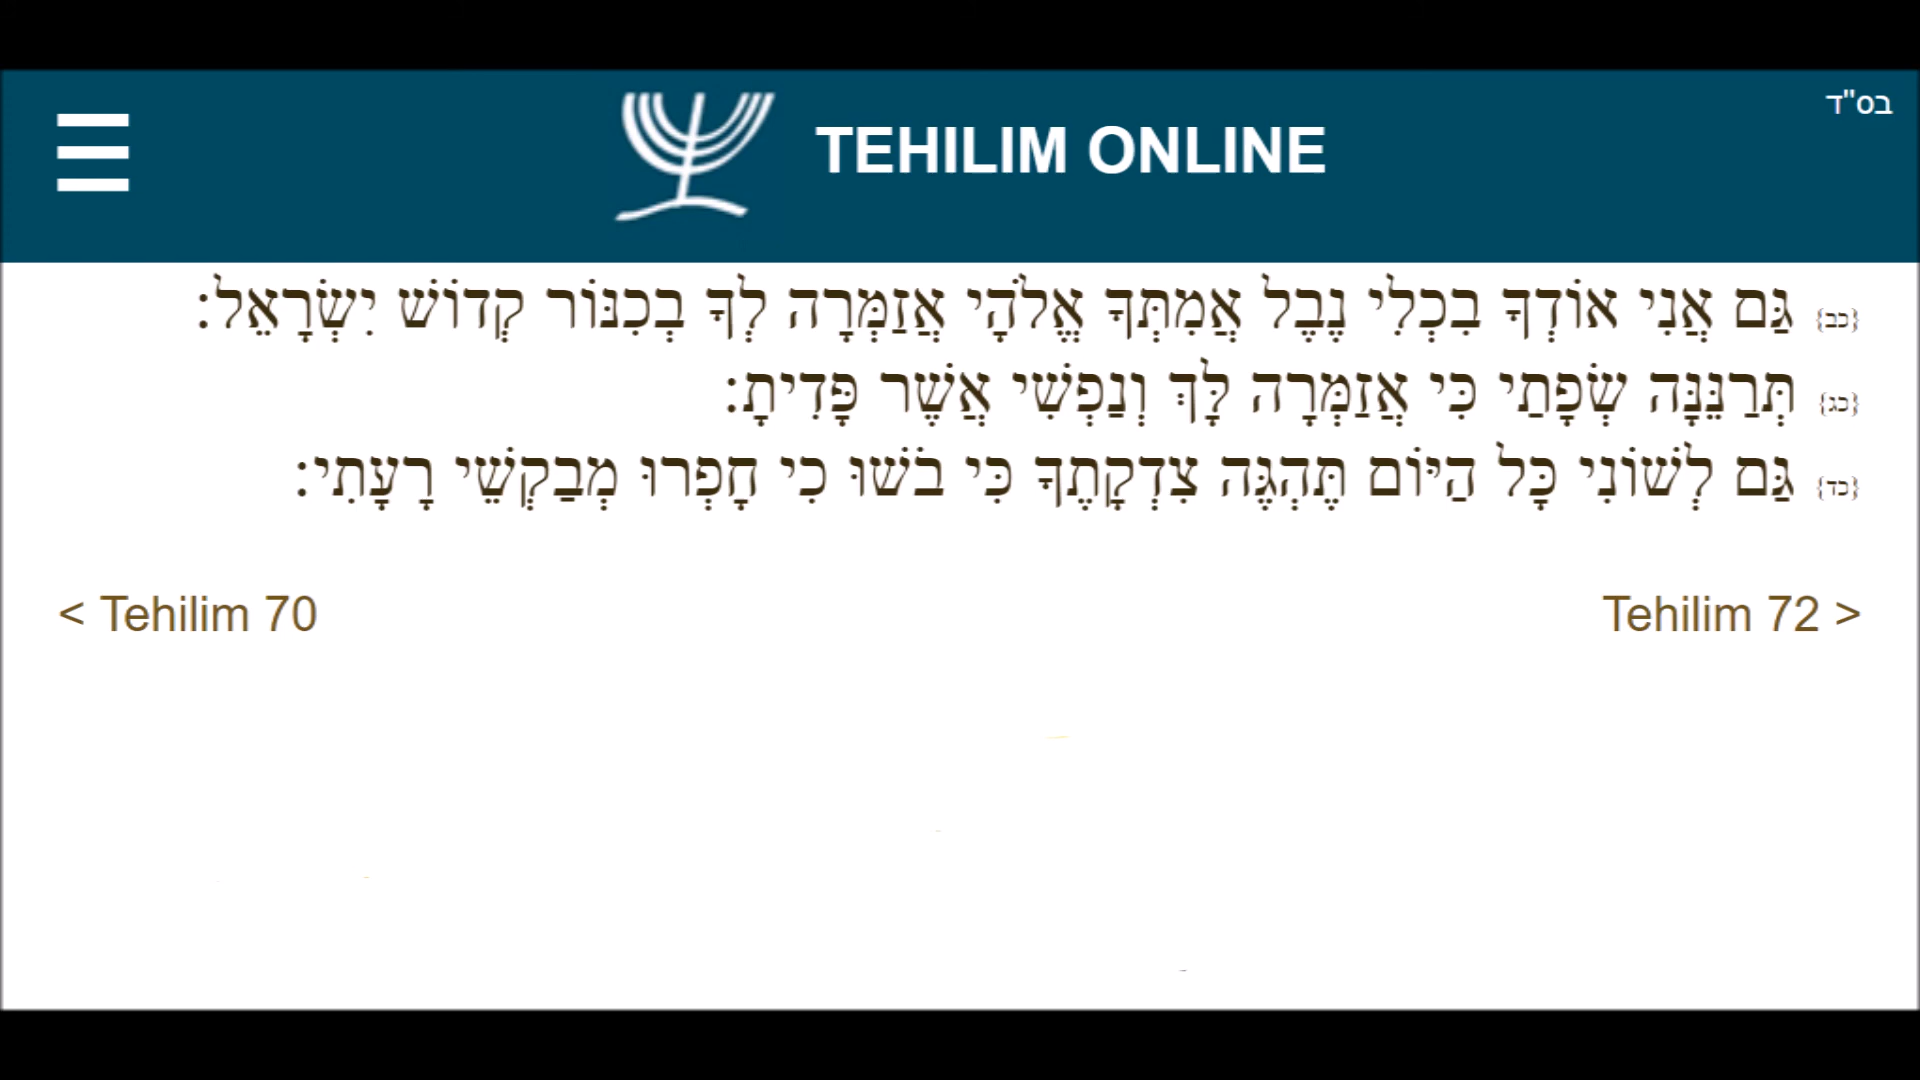 בס"ד
TEHILIM ONLINE
{כב} גַּם אֲנִי אוֹדְךָ בִכְלִי נֶבֶל אֲמִתְּךָ אֱלֹהָי אֲזַמְּרָה לְךָ בְכִנּוֹר קְדוֹשׁ יִשְׂרָאֵל:
{כג} תְּרַנֵּנָּה שְׂפָתַי כִּי אֲזַמְּרָה לָּךְ וְנַפְשִׁי אֲשֶׁר פָּדִיתָ:
{כד} גַּם לְשׁוֹנִי כָּל הַיּוֹם תֶּהְגֶּה צִדְקָתֶךָ כִּי בֹשׁוּ כִי חָפְרוּ מְבַקְשֵׁי רָעָתִי:
< Tehilim 70
Tehilim 72 >